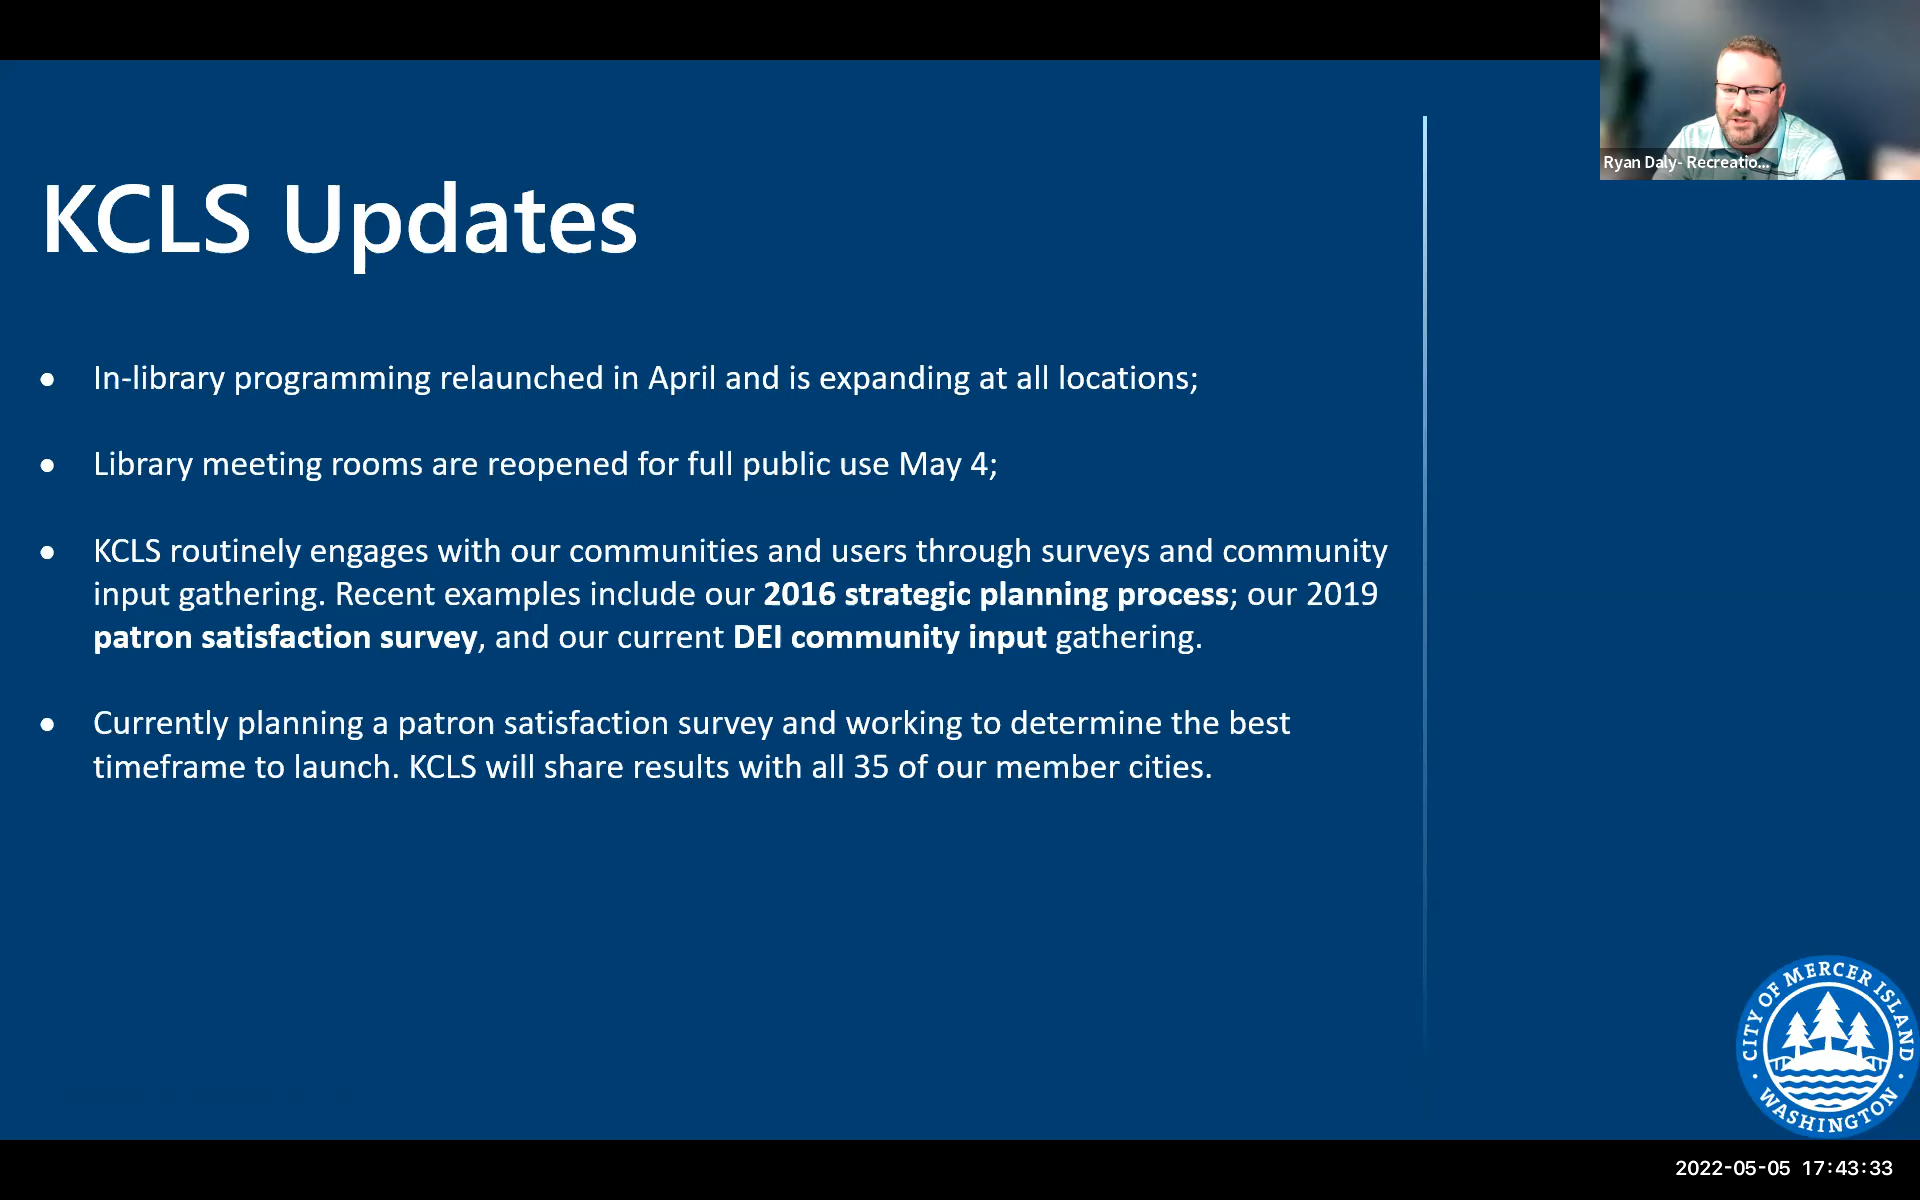 Ryan Daly- Recreatio...
KCLS Updates
● In-library programming relaunched in April and is expanding at all locations;
● Library meeting rooms are reopened for full public use May 4;
● KCLS routinely engages with our communities and users through surveys and community
input gathering. Recent examples include our 2016 strategic planning process; our 2019
patron satisfaction survey, and our current DEI community input gathering.
● Currently planning a patron satisfaction survey and working to determine the best
timeframe to launch. KCLS will share results with all 35 of our member cities.
CITY OF MERCER ISLAND
· WASHINGTON ·
2022-05-05 17:43:33